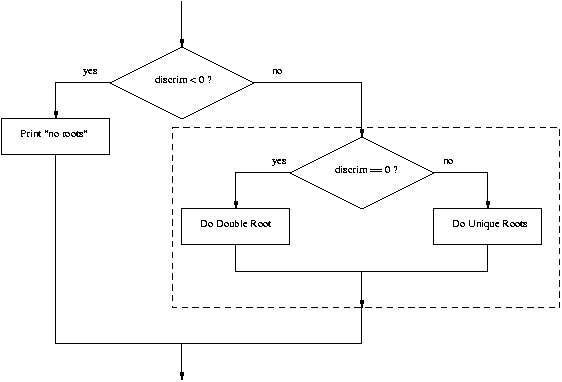 yes
discrim < 0 ?
no
Print "no roots"
yes
discrim == 0 ?
no
Do Double Root
Do Unique Roots